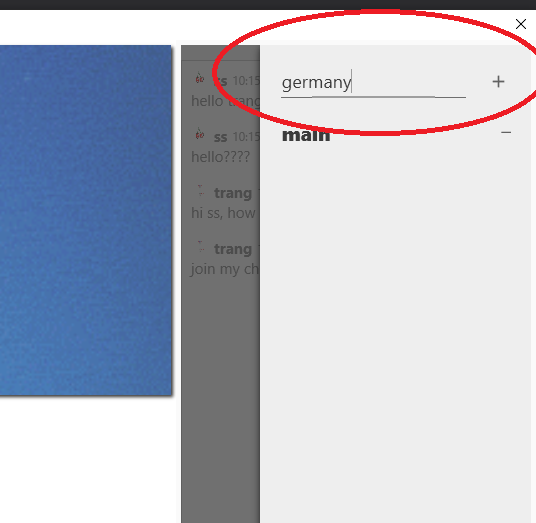 germany
main
ss 10:15
hello trang
ss 10:15
hello????
trang
hi ss, how
trang
join my ch